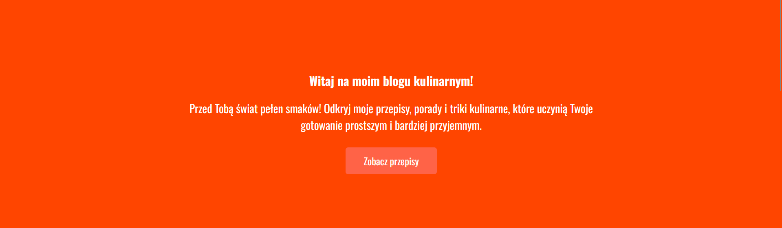 Witaj na moim blogu kulinarnym!
Przed Tobą świat pełen smaków! Odkryj moje przepisy, porady i triki kulinarne, które uczynią Twoje
gotowanie prostszym i bardziej przyjemnym.
Zobacz przepisy